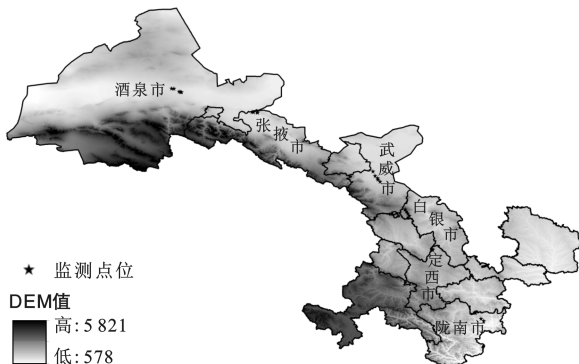 酒泉市
张掖市
武威市
白银市
定西市
陇南市
★ 监测点位
DEM值
高: 5 821
低: 578